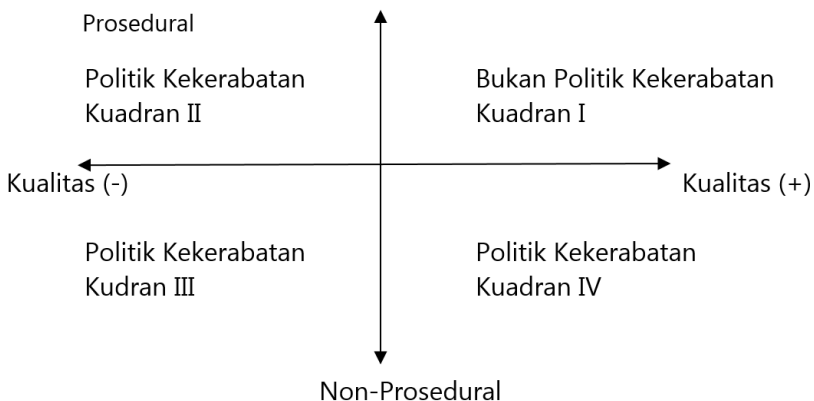 Prosedural
Politik Kekerabatan
Kuadran II
Bukan Politik Kekerabatan
Kuadran I
Kualitas (-)
Kualitas (+)
Politik Kekerabatan
Kudran III
Politik Kekerabatan
Kuadran IV
Non-Prosedural